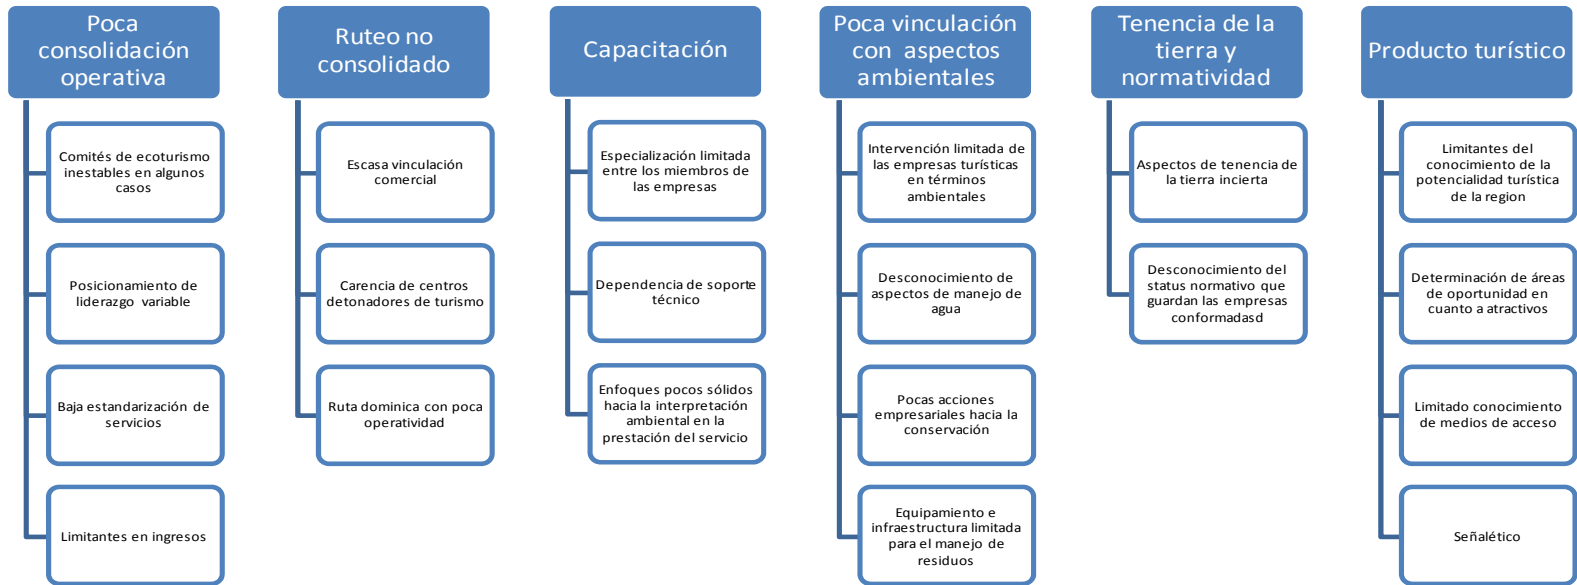 Poca
consolidación
operativa
Comités de ecoturismo
inestables en algunos
casos
Posicionamiento de
liderazgo variable
Baja estandarización de
servicios
Limitantes en ingresos
Ruteo no
consolidado
Escasa vinculación
comercial
Carencia de centros
detonadores de turismo
Ruta dominica con poca
operatividad
Capacitación
Especialización limitada
entre los miembros de
las empresas
Dependencia de soporte
técnico
Enfoques pocos sólidos
hacia la interpretación
ambiental en la
prestación del servicio
Poca vinculación
con aspectos
ambientales
Intervención limitada de
las empresas turísticas
en términos
ambientales
Desconocimiento de
aspectos de manejo de
agua
Pocas acciones
empresariales hacia la
conservación
Equipamiento e
infraestructura limitada
para el manejo de
residuos
Tenencia de la
tierra y
normatividad
Aspectos de tenencia de
la tierra incierta
Desconocimiento del
status normativo que
guardan las empresas
conformadasd
Producto turístico
Limitantes del
conocimiento de la
potencialidad turística
de la region
Determinación de áreas
de oportunidad en
cuanto a atractivos
Limitado conocimiento
de medios de acceso
Señalético